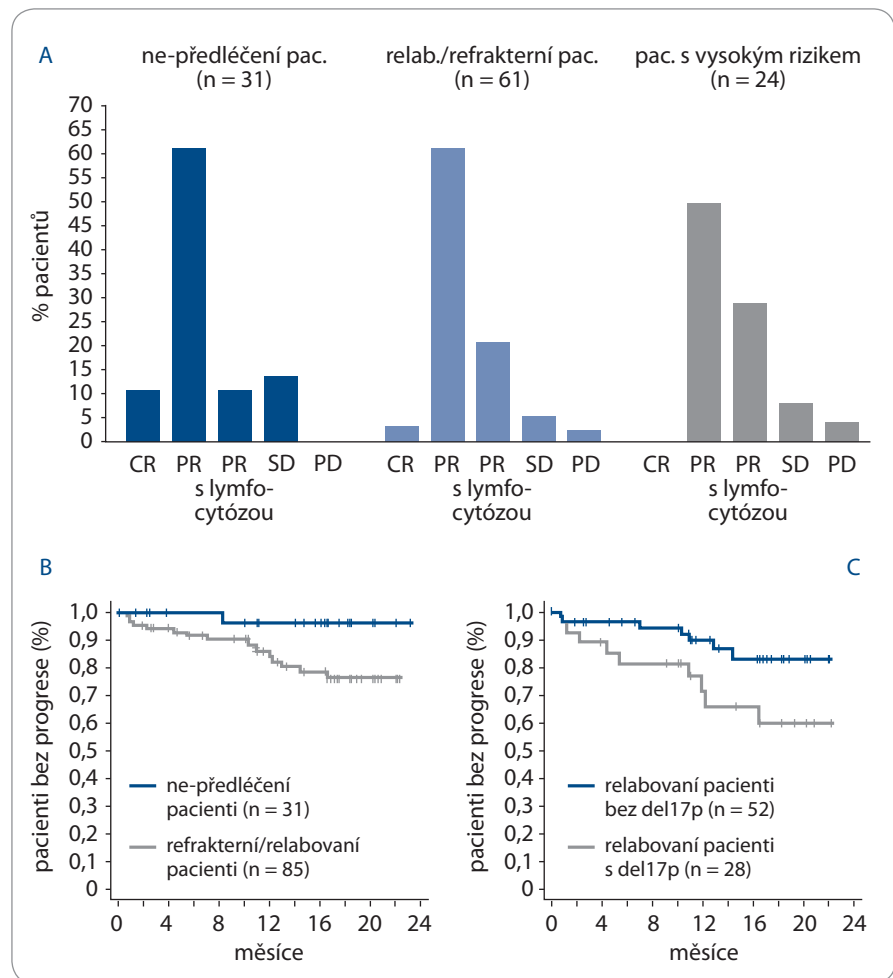 A
ne-předléčení pac.
(n = 31)
relab./refrakterní pac.
(n = 61)
pac. s vysokým rizikem
(n = 24)
% pacientů
70
65
60
55
50
45
40
35
30
25
20
15
10
5
0
CR PR PR SD PD
s lymfo-
cytózou
CR PR PR SD PD
s lymfo-
cytózou
CR PR PR SD PD
s lymfo-
cytózou
B
pacienti bez progrese (%)
1,0
0,9
0,8
0,7
0,6
0,5
0,4
0,3
0,2
0,1
0
ne-předléčení
pacienti (n = 31)
refrakterní/relabovaní
pacienti (n = 85)
0 4 8 12 16 20 24
měsíce
C
pacienti bez progrese (%)
1,0
0,9
0,8
0,7
0,6
0,5
0,4
0,3
0,2
0,1
0
relabovaní pacienti
bez del17p (n = 52)
relabovaní pacienti
s del17p (n = 28)
0 4 8 12 16 20 24
měsíce